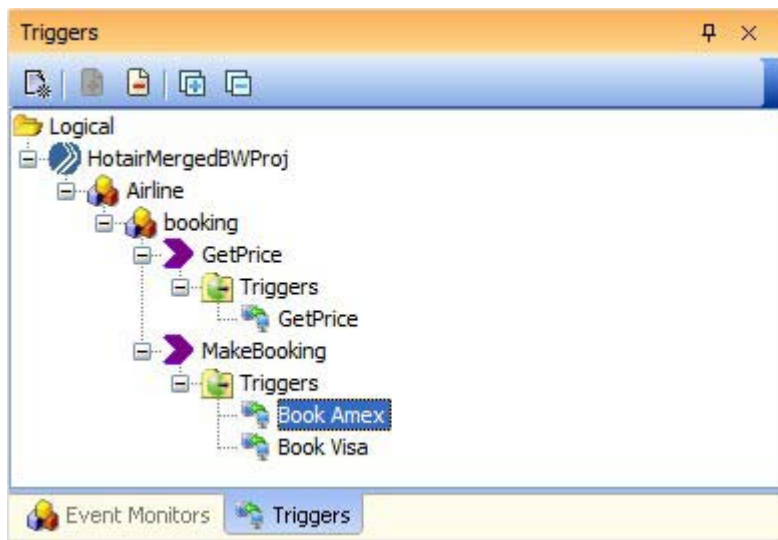 Triggers
Logical
HotairMergedBWProj
Airline
booking
GetPrice
Triggers
GetPrice
MakeBooking
Triggers
Book Amex
Book Visa
Event Monitors Triggers